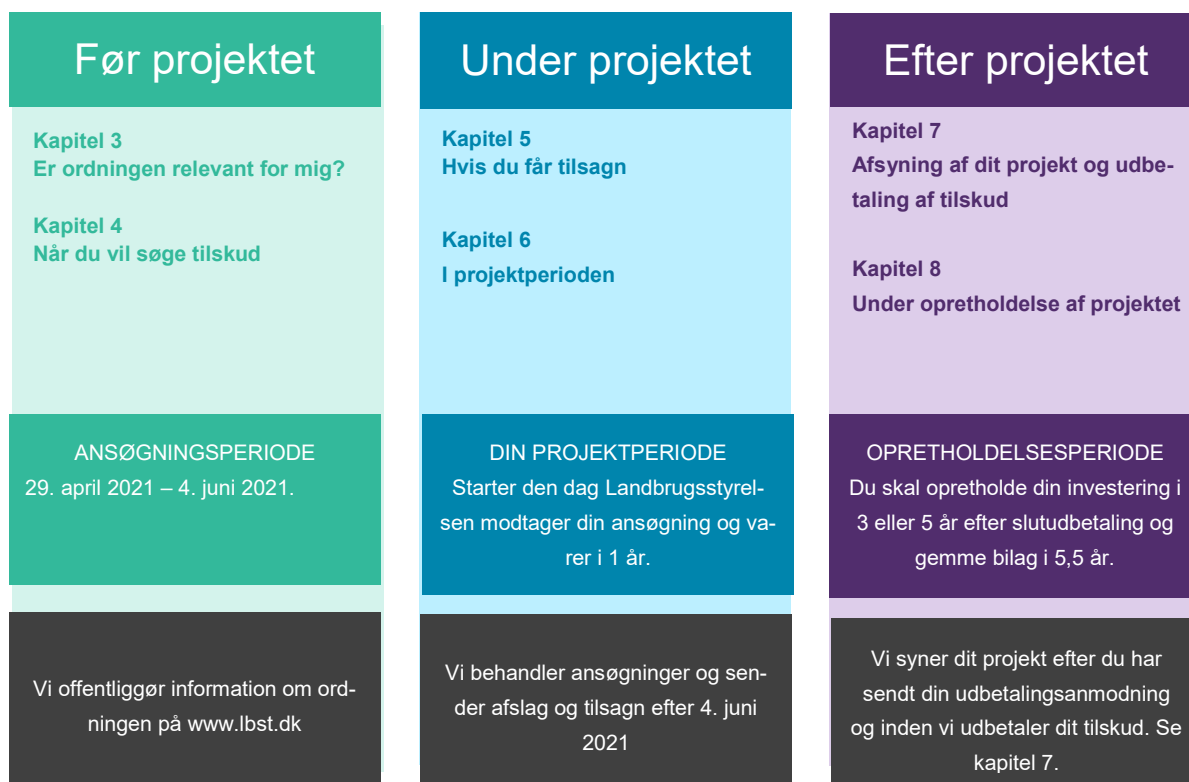 Før projektet
Kapitel 3
Er ordningen relevant for mig?
Kapitel 4
Når du vil søge tilskud
ANSØGNINGSPERIODE
29. april 2021 – 4. juni 2021.
Vi offentliggør information om ord-
ningen på www.lbst.dk
Under projektet
Kapitel 5
Hvis du får tilsagn
Kapitel 6
I projektperioden
DIN PROJEKTPERIODE
Starter den dag Landbrugsstyrel-
sen modtager din ansøgning og va-
rer i 1 år.
Vi behandler ansøgninger og sen-
der afslag og tilsagn efter 4. juni
2021
Efter projektet
Kapitel 7
Afsyning af dit projekt og udbe-
taling af tilskud
Kapitel 8
Under opretholdelse af projektet
OPRETHOLDELSESPERIODE
Du skal opretholde din investering i
3 eller 5 år efter slutudbetaling og
gemme bilag i 5,5 år.
Vi syner dit projekt efter du har
sendt din udbetalingsanmodning
og inden vi udbetaler dit tilskud. Se
kapitel 7.